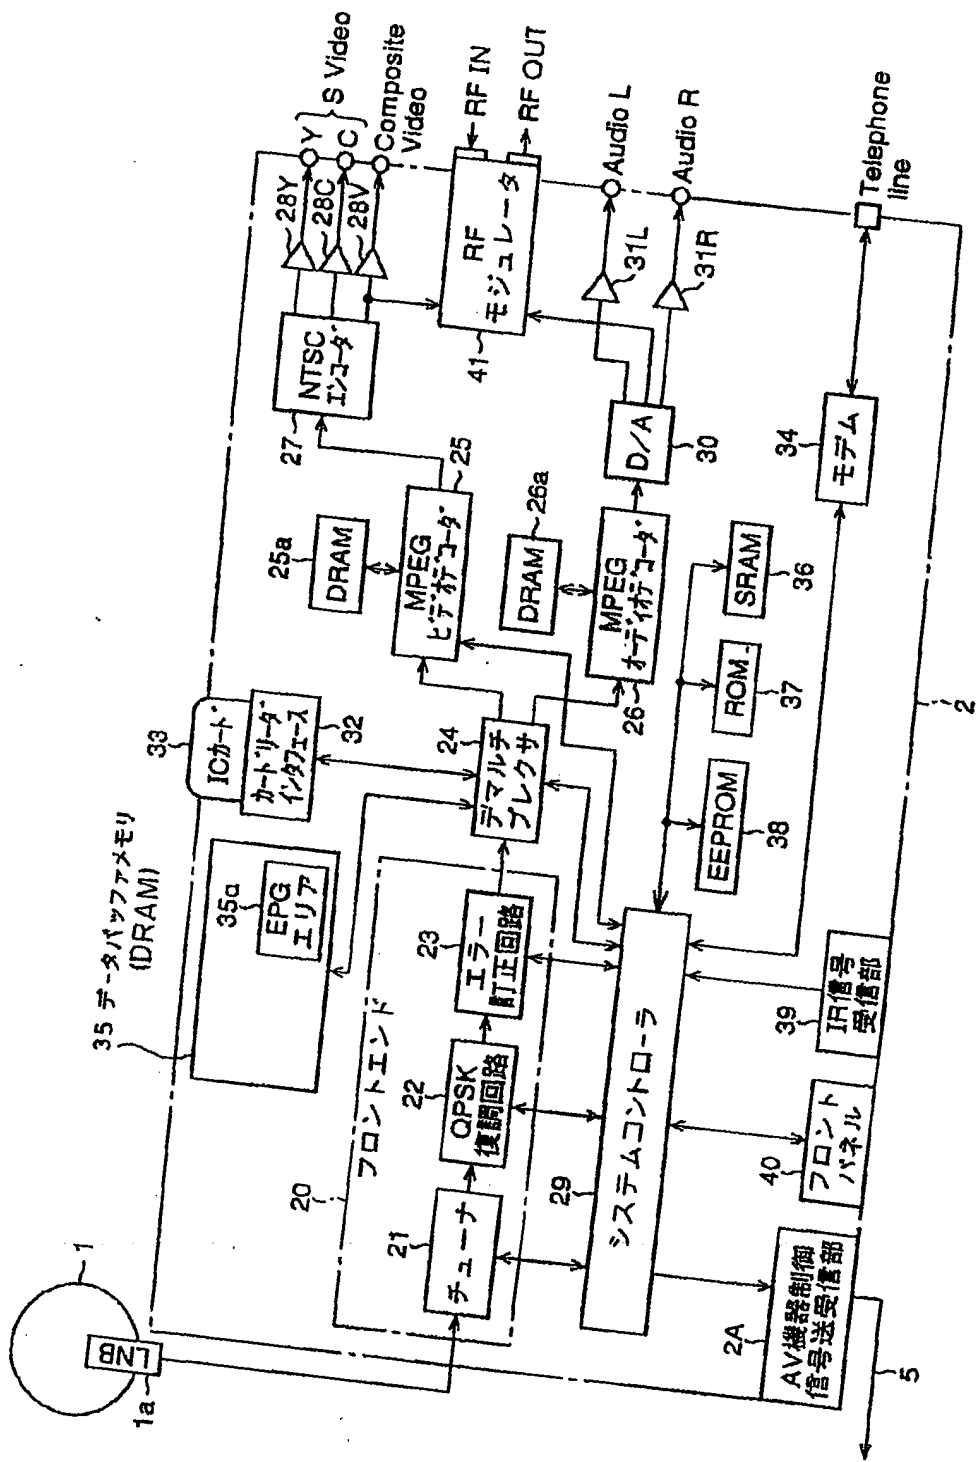 1
LNB
1a
35 データバッファメモリ
(DRAM)
35a
EPG
エリア
33
ICカード
カードリーダ
インタフェース
32
20
フロントエンド
21
チューナ
22
QPSK
復調回路
23
エラー
訂正回路
24
デマルチ
プレクサ
25a
DRAM
MPEG
ビデオデコーダ
25
26a
DRAM
MPEG
オーディオデコーダ
26
27
NTSC
エンコーダ
28Y
28C
28V
Y
C
S Video
Composite
Video
RF
モジュレータ
41
RF IN
RF OUT
D/A
30
31L
31R
Audio L
Audio R
34
モデム
Telephone
line
29
システムコントローラ
EEPROM
38
ROM
37
SRAM
36
2A
AV機器制御
信号送受信部
5
40
フロント
パネル
39
IR信号
受信部
2